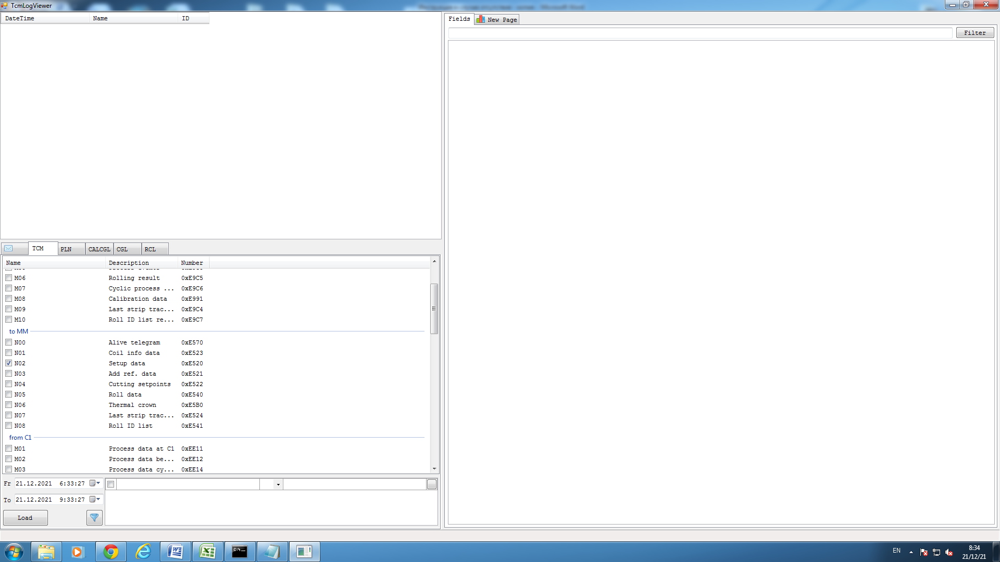 TcmLogViewer
DateTime Name ID
Fields New Page
Filter
TCM PLN CALCGL CGL RCL
Name Description Number
M06 Rolling result 0xE9C5
M07 Cyclic process ... 0xE9C6
M08 Calibration data 0xE991
M09 Last strip trac... 0xE9C4
M10 Roll ID list re... 0xE9C7
to MM
N00 Alive telegram 0xE570
N01 Coil info data 0xE523
N02 Setup data 0xE520
N03 Add ref. data 0xE521
N04 Cutting setpoints 0xE522
N05 Roll data 0xE540
N06 Thermal crown 0xE5B0
N07 Last strip trac... 0xE524
N08 Roll ID list 0xE541
from C1
M01 Process data at C1 0xEE11
M02 Process data be... 0xEE12
M03 Process data cy... 0xEE14
Fr 21.12.2021 6:33:27
To 21.12.2021 9:33:27
Load
C:\
EN
8:34
21/12/21